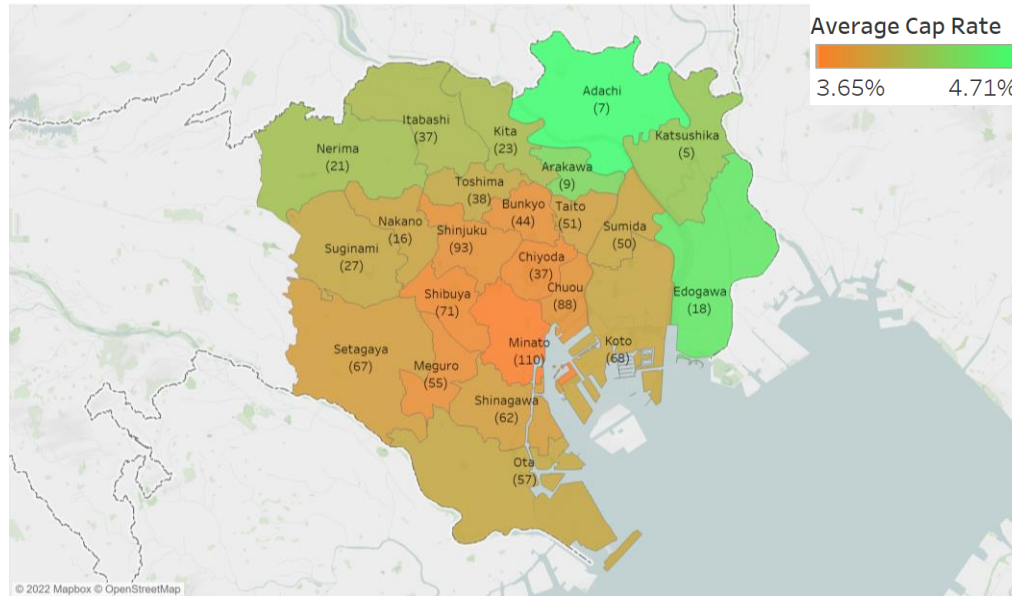 Average Cap Rate
3.65% 4.71%
Adachi
(7)
Itabashi
(37)
Kita
(23)
Katsushika
(5)
Nerima
(21)
Arakawa
(9)
Toshima
(38)
Bunkyo
(44)
Taito
(51)
Nakano
(16)
Shinjuku
(93)
Sumida
(50)
Suginami
(27)
Chiyoda
(37)
Chuou
(88)
Shibuya
(71)
Edogawa
(18)
Minato
(110)
Koto
(68)
Setagaya
(67)
Meguro
(55)
Shinagawa
(62)
Ota
(57)
© 2022 Mapbox © OpenStreetMap